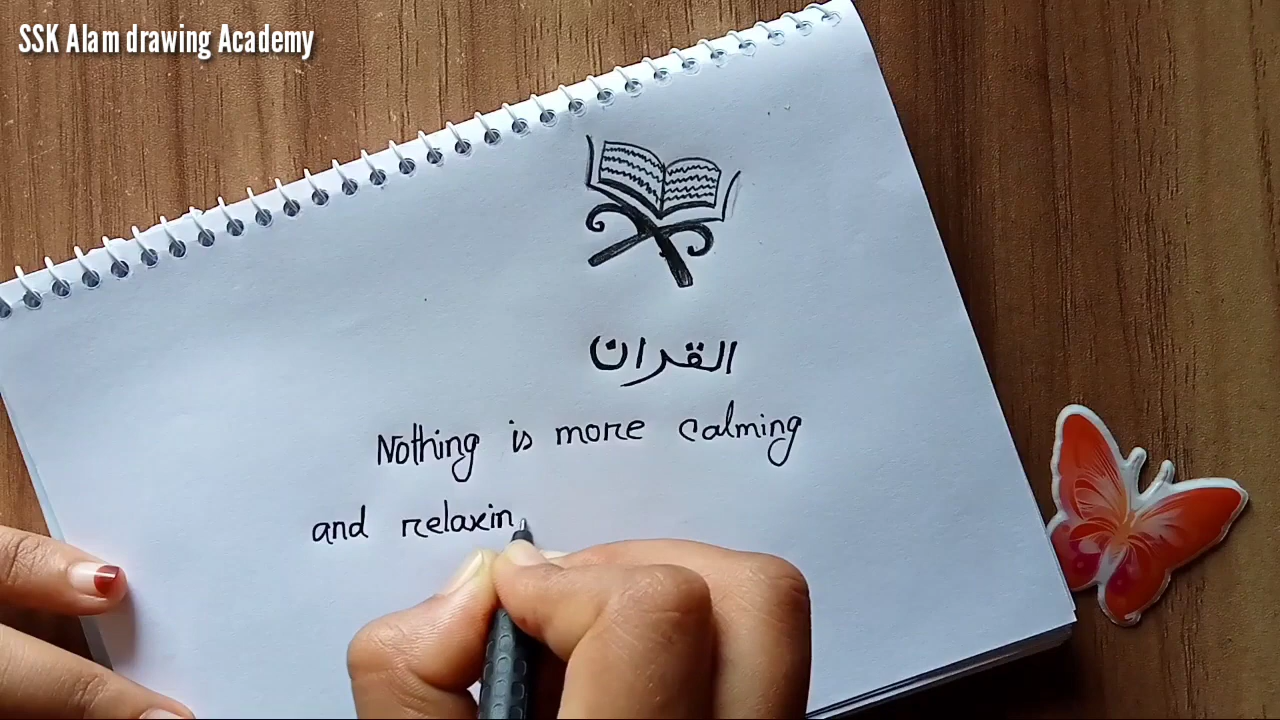 SSK Alam drawing Academy
القران
Nothing is more calming
and relaxin